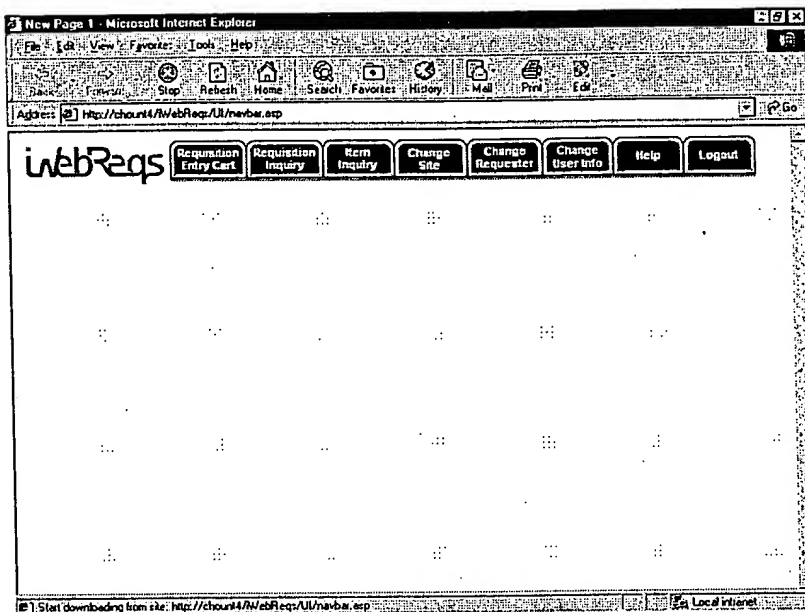 New Page 1 - Microsoft Internet Explorer
File Edit View Favorites Tools Help
Back Forward Stop Refresh Home Search Favorites History Mail Print Edit
Address http://chount4/iWebReqs/UI/navbar.asp Go
iWebReqs Requisition Entry Cart Requisition Inquiry Item Inquiry Change Site Change Requester Change User Info Help Logout
Start downloading from site: http://chount4/iWebReqs/UI/navbar.asp Local intranet